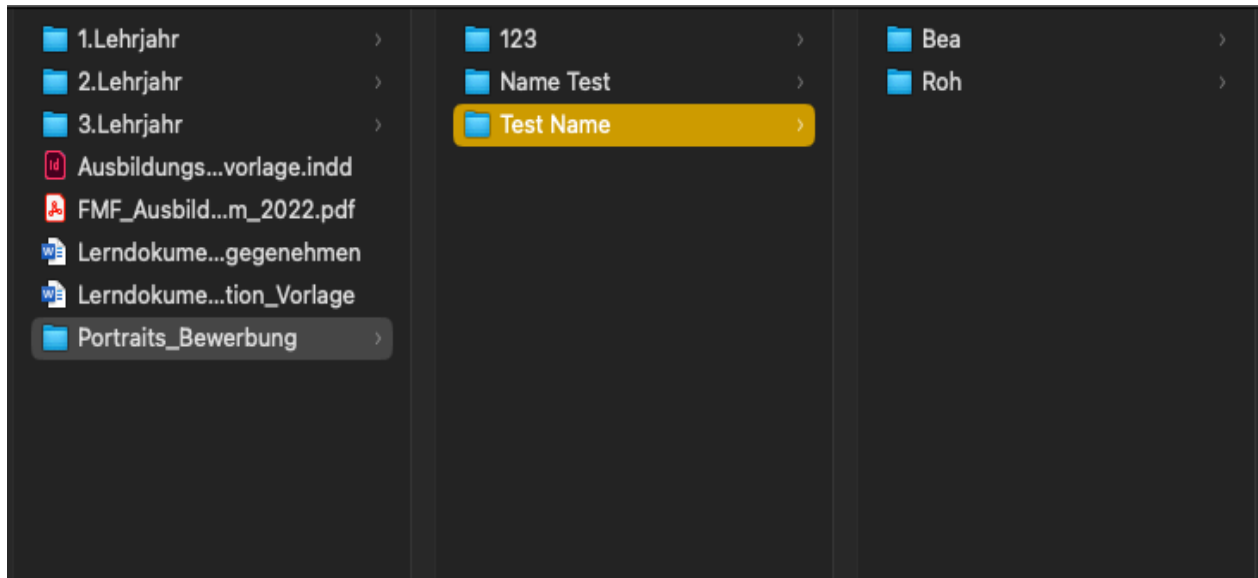 1.Lehrjahr
2.Lehrjahr
3.Lehrjahr
Ausbildungs...vorlage.indd
FMF_Ausbild...m_2022.pdf
Lerndokume...gegenehmen
Lerndokume...tion_Vorlage
Portraits_Bewerbung
123
Name Test
Test Name
Bea
Roh